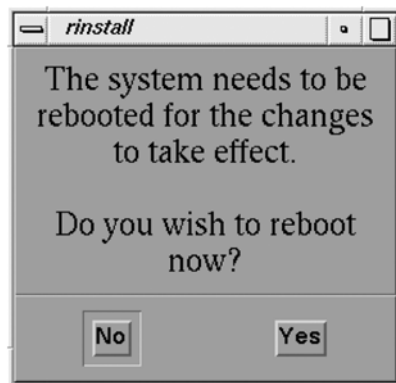 rinstall
The system needs to be
rebooted for the changes
to take effect.
Do you wish to reboot
now?
No
Yes